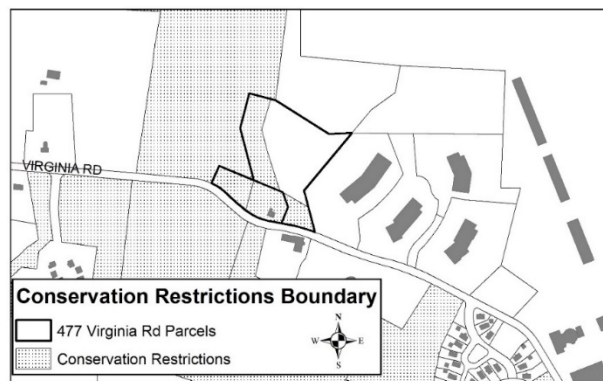 VIRGINIA RD
Conservation Restrictions Boundary
477 Virginia Rd Parcels
Conservation Restrictions
N
W E
S